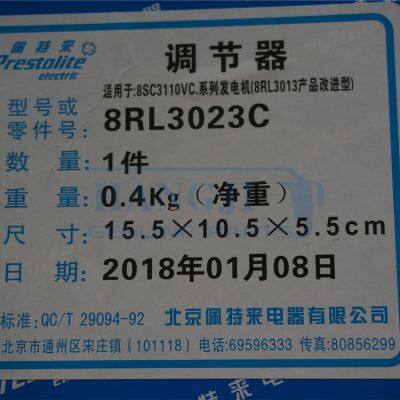 佩特来
Prestolite
electric
调节器
适用于:8SC3110VC.系列发电机(8RL3013产品改进型)
型号或
零件号: 8RL3023C
数量: 1件
重量: 0.4Kg(净重)
尺寸: 15.5×10.5×5.5cm
日期: 2018年01月08日
标准: QC/T 29094-92 北京佩特来电器有限公司
北京市通州区宋庄镇(101118) 电话:69596333 传真:80856299